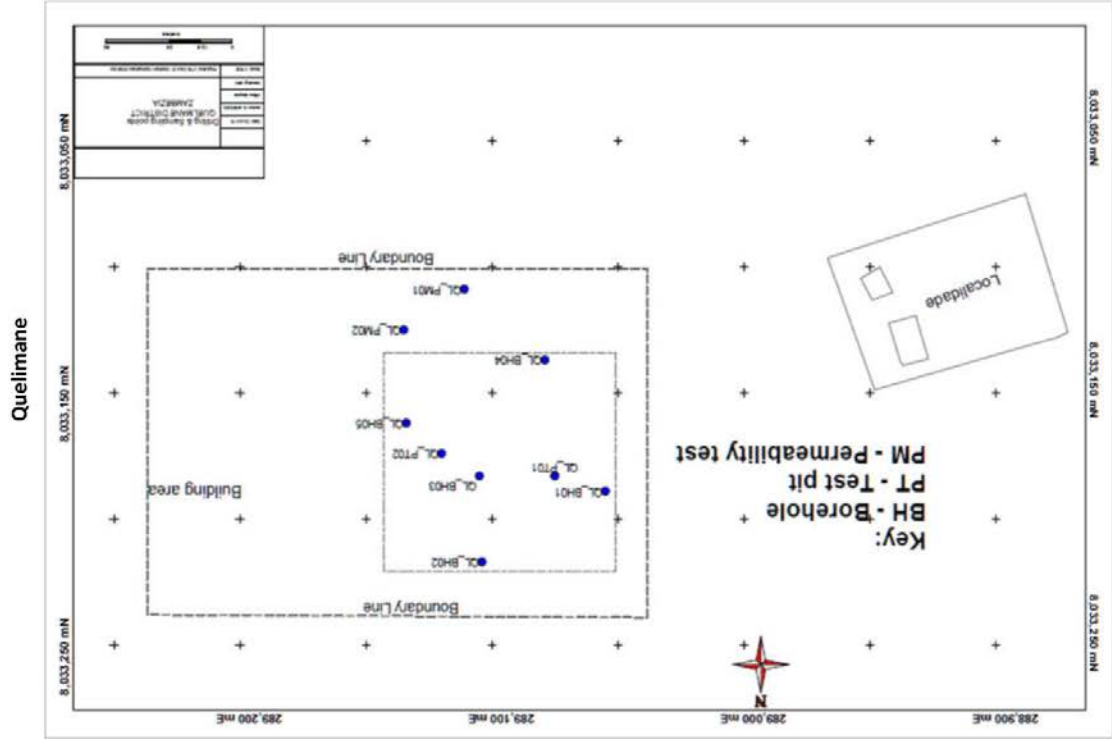 Quelimane
288,900 mE
289,000 mE
289,100 mE
289,200 mE
N
8,033,250 mN
8,033,250 mN
Key:
BH - Borehole
PT - Test pit
PM - Permeability test
Boundary Line
QL_BH02
QL_BH01
QL_PT01
QL_BH03
Building area
QL_PT02
QL_BH05
8,033,150 mN
8,033,150 mN
QL_BH04
QL_PM02
QL_PM01
Boundary Line
Localidade
8,033,050 mN
8,033,050 mN
Drilling & Sampling points
QUELIMANE DISTRICT
ZAMBEZIA